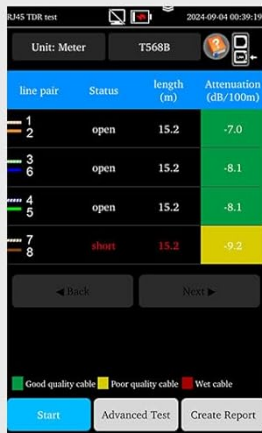 RJ45 TDR test 2024-09-04 00:39:19
Unit: Meter T568B
line pair Status length (m) Attenuation (dB/100m)
1
2 open 15.2 -7.0
3
6 open 15.2 -8.1
4
5 open 15.2 -8.1
7
8 short 15.2 -9.2
◀ Back Next ▶
Good quality cable Poor quality cable Wet cable
Start Advanced Test Create Report